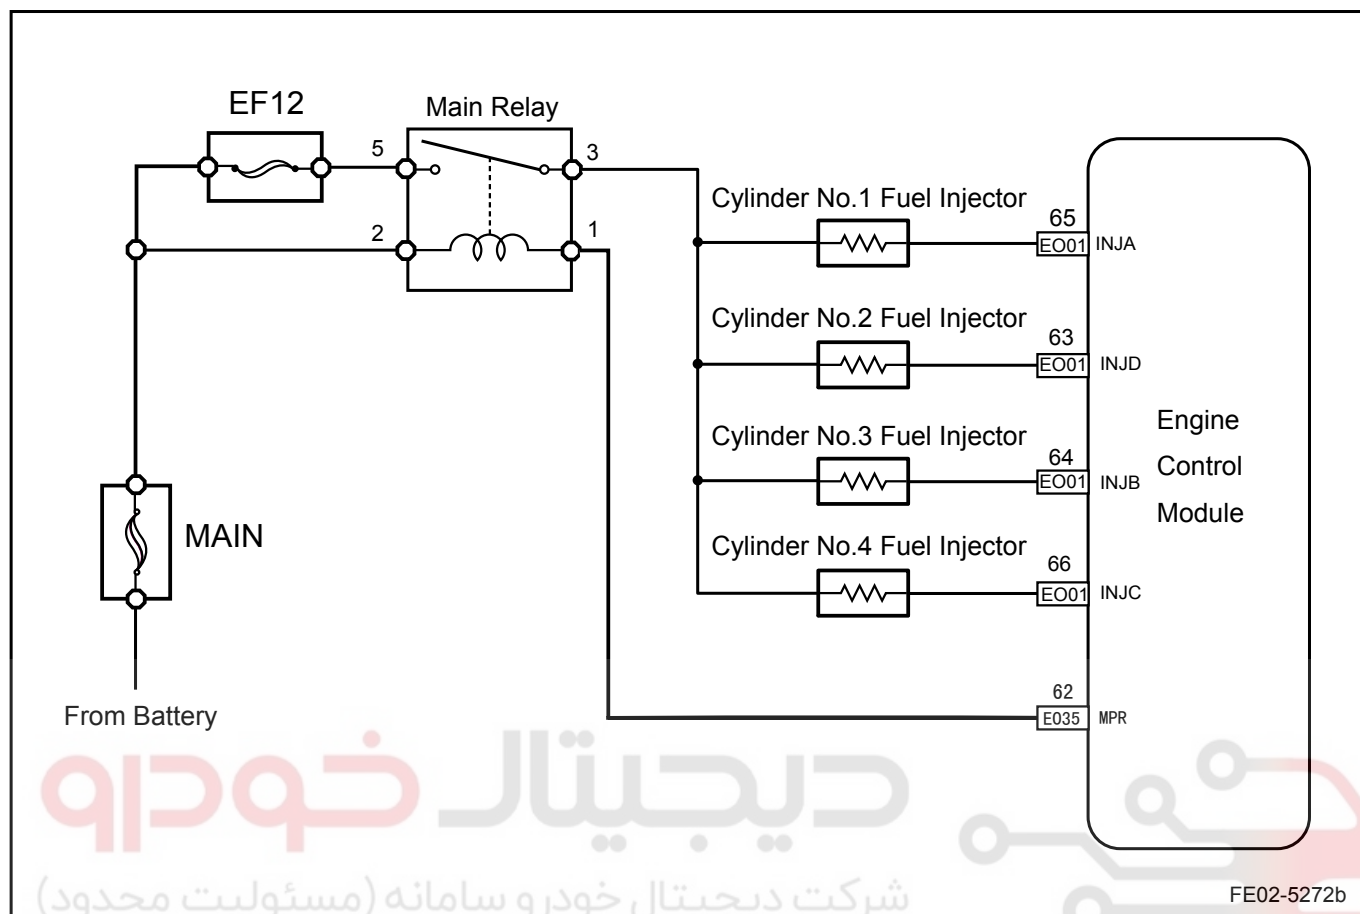 EF12
Main Relay
5
3
2
1
Cylinder No.1 Fuel Injector
65
EO01 INJA
Cylinder No.2 Fuel Injector
63
EO01 INJD
Cylinder No.3 Fuel Injector
64
EO01 INJB
Cylinder No.4 Fuel Injector
66
EO01 INJC
Engine
Control
Module
MAIN
62
E035 MPR
From Battery
دیجیتال خودرو
شرکت دیجیتال خودرو سامانه (مسئولیت محدود)
FE02-5272b